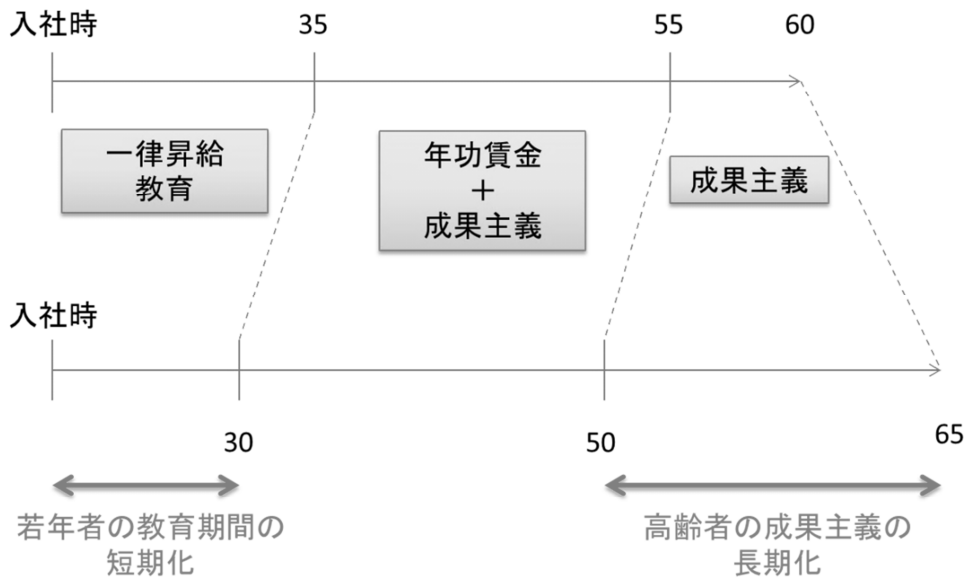 入社時
35
55
60
一律昇給
教育
年功賃金
＋
成果主義
成果主義
入社時
30
50
65
若年者の教育期間の
短期化
高齢者の成果主義の
長期化